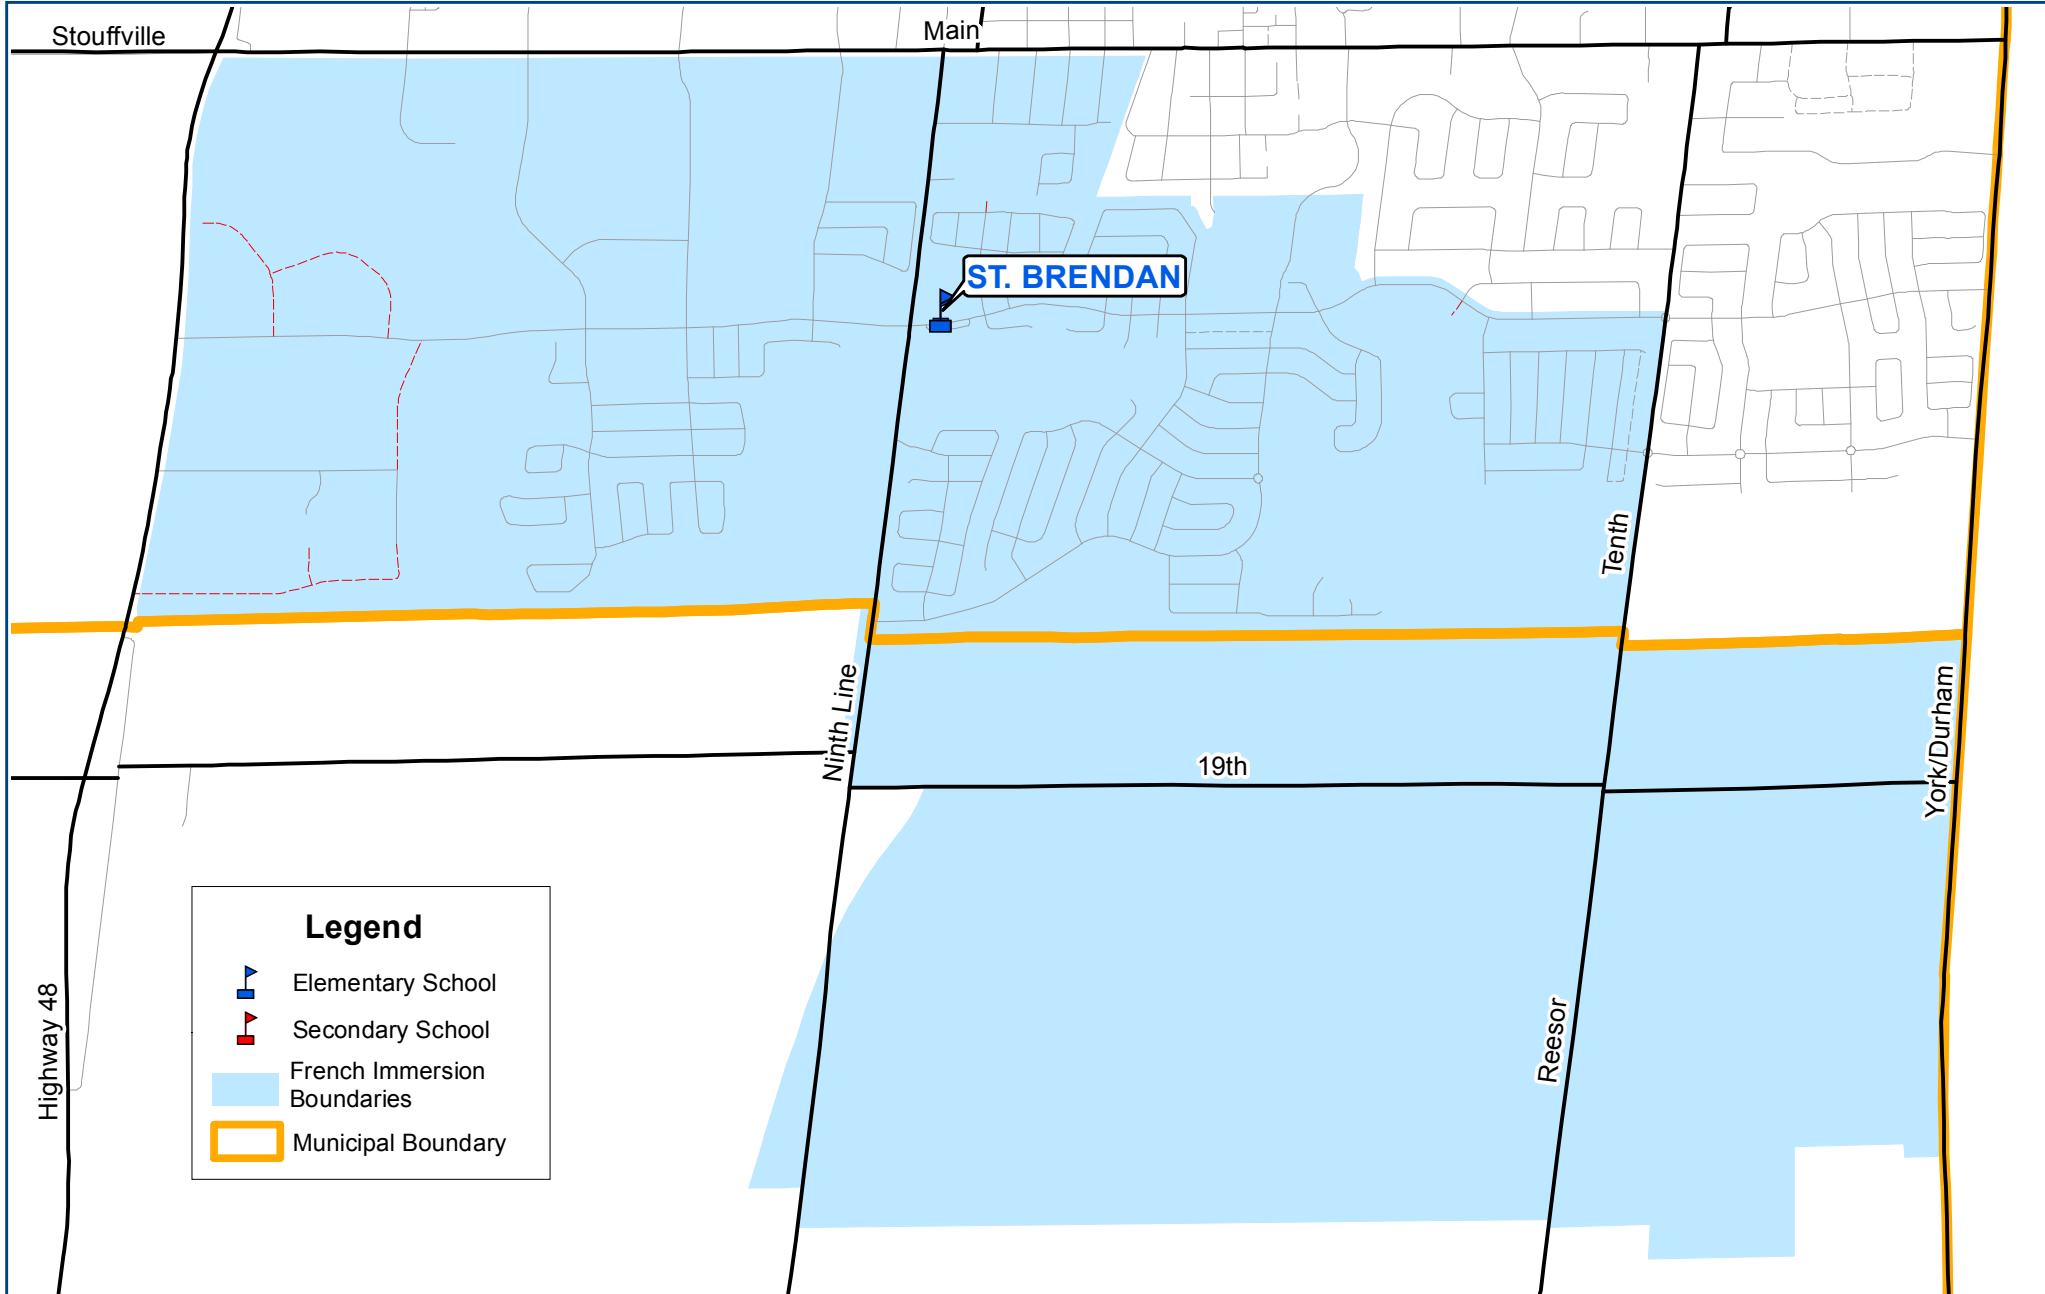 Stouffville
Main
ST. BRENDAN
Tenth
Ninth Line
York/Durham
19th
Legend
Elementary School
Secondary School
French Immersion
Boundaries
Municipal Boundary
Highway 48
Reesor